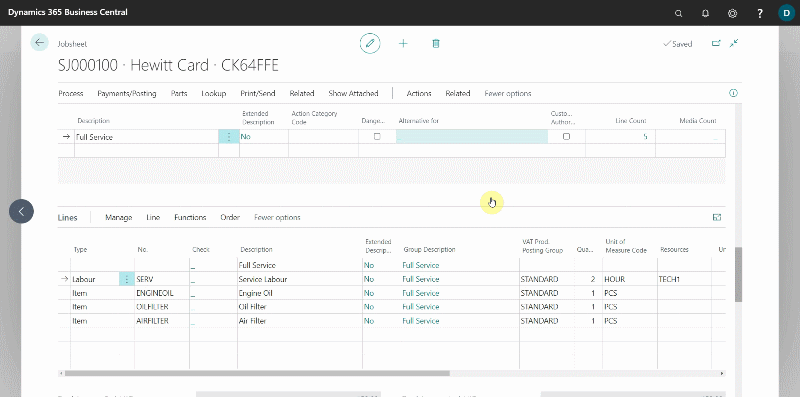 Dynamics 365 Business Central
?
D
Jobsheet
Saved
SJ000100 · Hewitt Card · CK64FFE
Process Payments/Posting Parts Lookup Print/Send Related Show Attached Actions Related Fewer options
Description Extended Description Action Category Code Dange... Alternative for Custo... Author... Line Count Media Count
Full Service No 5
Lines Manage Line Functions Order Fewer options
Type No. Check Description Extended Descrip... Group Description VAT Prod. Posting Group Qua... Unit of Measure Code Resources
_ Full Service No Full Service
Labour SERV _ Service Labour No Full Service STANDARD 2 HOUR TECH1
Item ENGINEOIL _ Engine Oil No Full Service STANDARD 1 PCS
Item OILFILTER _ Oil Filter No Full Service STANDARD 1 PCS
Item AIRFILTER _ Air Filter No Full Service STANDARD 1 PCS